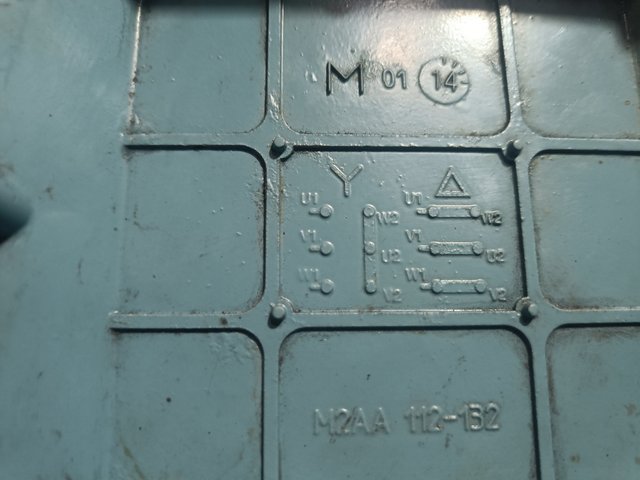 M 01 14
Y Δ
U1 W2 U1 W2
V1 U2 V1 U2
W1 V2 W1 V2
M2AA 112-132